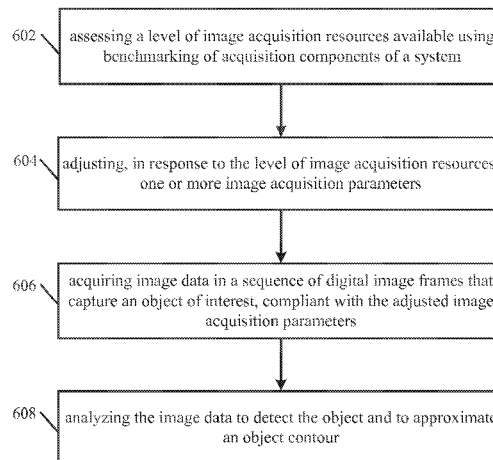 602
assessing a level of image acquisition resources available using
benchmarking of acquisition components of a system
604
adjusting, in response to the level of image acquisition resources
one or more image acquisition parameters
606
acquiring image data in a sequence of digital image frames that
capture an object of interest, compliant with the adjusted image
acquisition parameters
608
analyzing the image data to detect the object and to approximate
an object contour